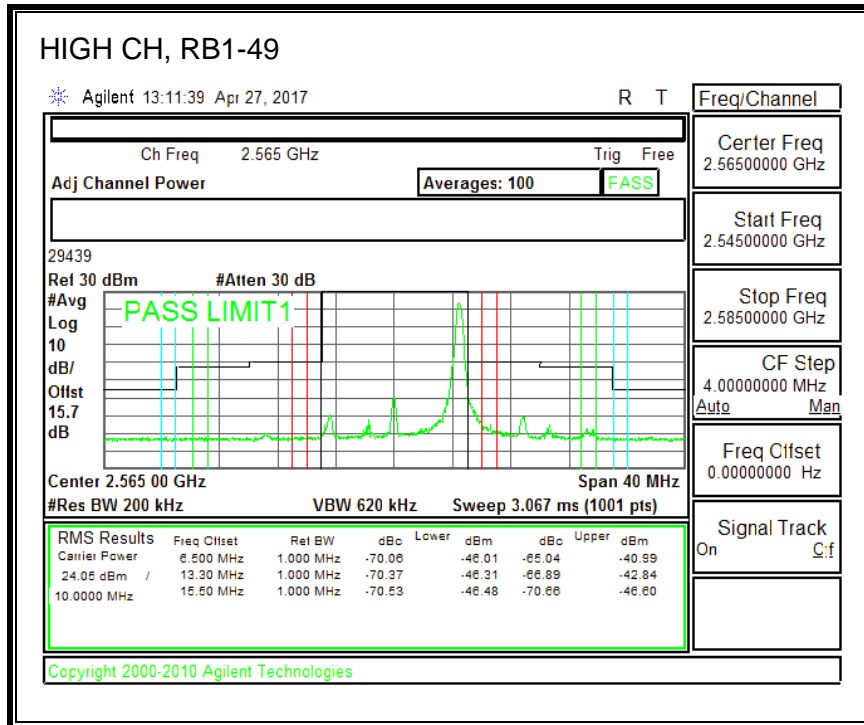 HIGH CH, RB1-49
Agilent 13:11:39 Apr 27, 2017 R T
Freq/Channel
Ch Freq 2.565 GHz Trig Free
Adj Channel Power Averages: 100 PASS
Center Freq
2.56500000 GHz
Start Freq
2.54500000 GHz
Stop Freq
2.58500000 GHz
CF Step
4.00000000 MHz
Auto Man
Freq Offset
0.00000000 Hz
Signal Track
On Off
29439
Ref 30 dBm #Atten 30 dB
#Avg
Log
10
dB/
Offst
15.7
dB
PASS LIMIT1
Center 2.565 00 GHz Span 40 MHz
#Res BW 200 kHz VBW 620 kHz Sweep 3.067 ms (1001 pts)
RMS Results Freq Offset Ref BW dBc Lower dBm dBc Upper dBm
Carrier Power 6.500 MHz 1.000 MHz -70.06 -46.01 -65.04 -40.99
24.05 dBm / 13.30 MHz 1.000 MHz -70.37 -46.31 -66.89 -42.84
10.0000 MHz 15.50 MHz 1.000 MHz -70.53 -46.48 -70.66 -46.60
Copyright 2000-2010 Agilent Technologies